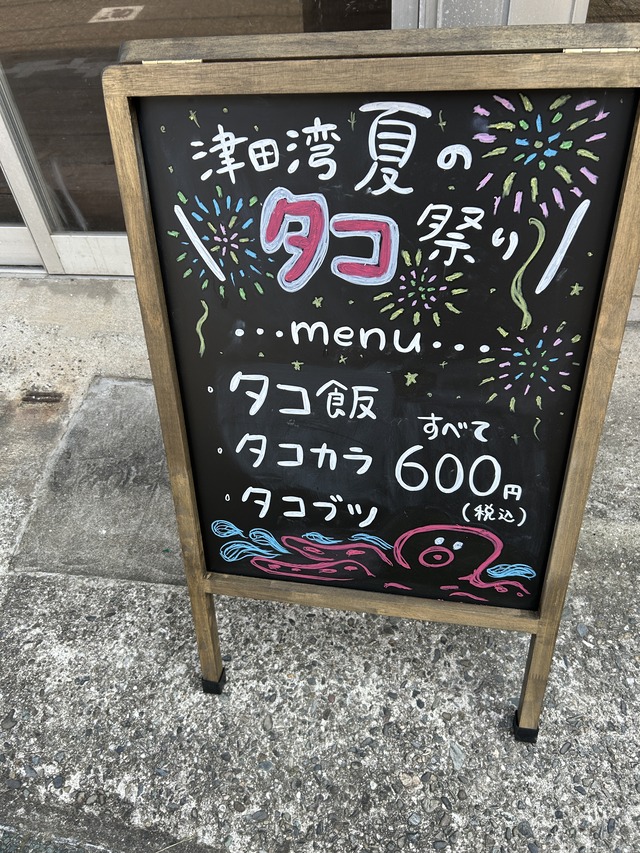 津田湾 夏の
タコ祭り
...menu...
。タコ飯
。タコカラ
。タコブツ
すべて
600円
(税込)